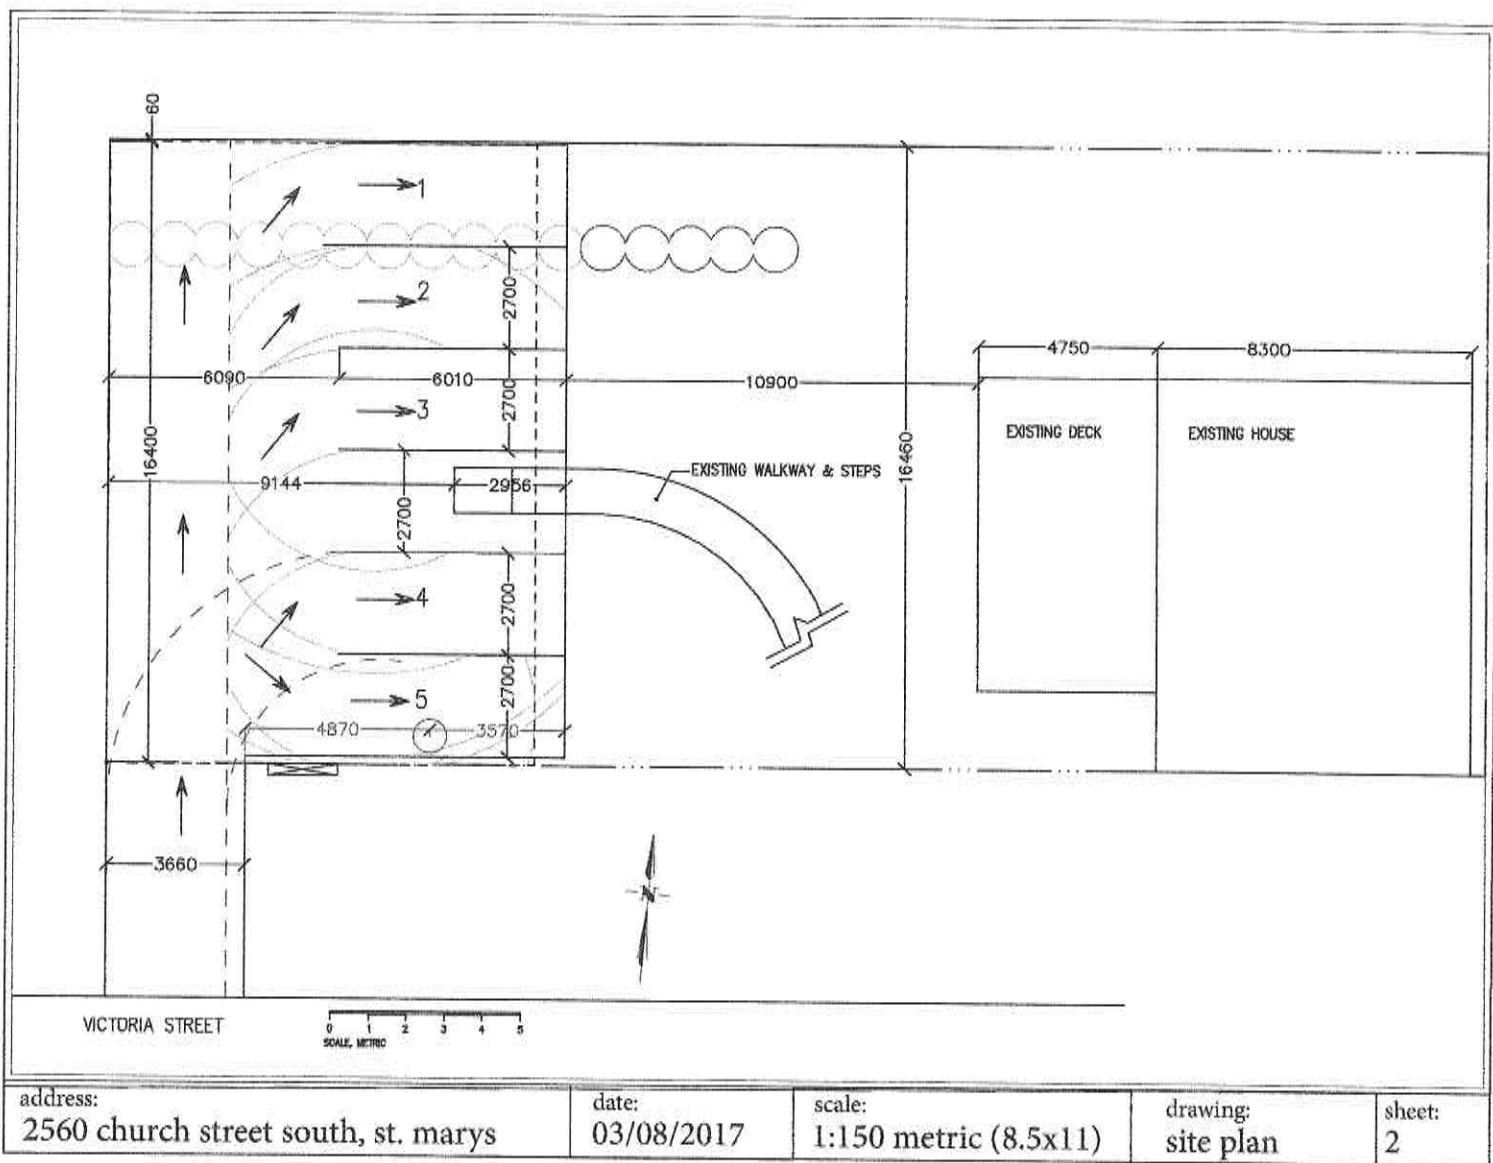 60
1
2
2700
6090
6010
2700
3
10900
4750
8300
EXISTING DECK
EXISTING HOUSE
16400
16460
9144
2956
EXISTING WALKWAY & STEPS
2700
4
2700
5
2700
4870
3570
3660
N
VICTORIA STREET
0 1 2 3 4 5
SCALE, METRIC
address:
2560 church street south, st. marys
date:
03/08/2017
scale:
1:150 metric (8.5x11)
drawing:
site plan
sheet:
2